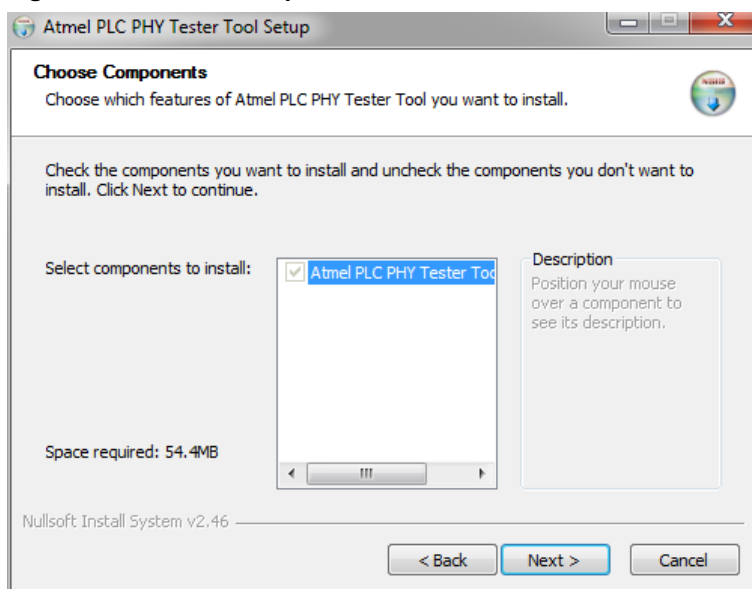 Atmel PLC PHY Tester Tool Setup
Choose Components
Choose which features of Atmel PLC PHY Tester Tool you want to install.
Check the components you want to install and uncheck the components you don't want to
install. Click Next to continue.
Select components to install:
Atmel PLC PHY Tester Too
Description
Position your mouse
over a component to
see its description.
Space required: 54.4MB
Nullsoft Install System v2.46
< Back
Next >
Cancel